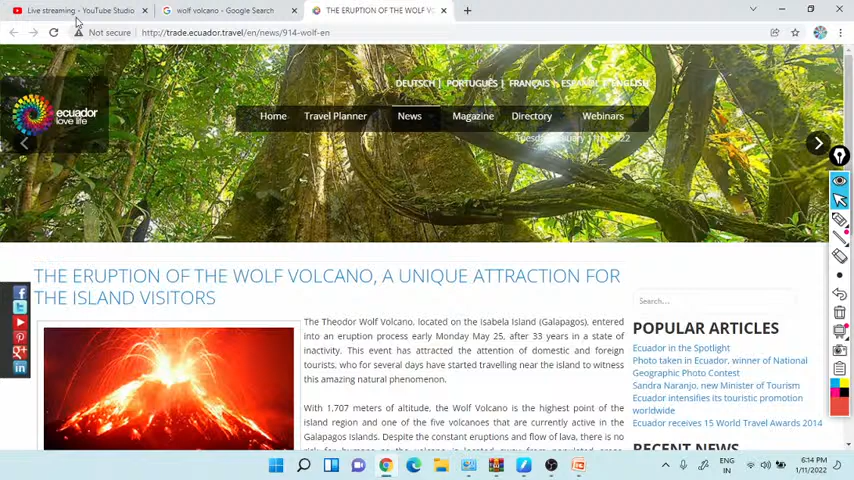 Live streaming - YouTube Studio
wolf volcano - Google Search
THE ERUPTION OF THE WOLF VO
Not secure
http://trade.ecuador.travel/en/news/914-wolf-en
DEUTSCH | PORTUGUÊS | FRANÇAIS | ESPAÑOL | ENGLISH
ecuador
love life
Home
Travel Planner
News
Magazine
Directory
Webinars
Tuesday, January 11th, 2022
THE ERUPTION OF THE WOLF VOLCANO, A UNIQUE ATTRACTION FOR
THE ISLAND VISITORS
The Theodor Wolf Volcano, located on the Isabela Island (Galapagos), entered
into an eruption process early Monday May 25, after 33 years in a state of
inactivity. This event has attracted the attention of domestic and foreign
tourists, who for several days have started travelling near the island to witness
this amazing natural phenomenon.
With 1,707 meters of altitude, the Wolf Volcano is the highest point of the
island region and one of the five volcanoes that are currently active in the
Galapagos Islands. Despite the constant eruptions and flow of lava, there is no
Search...
POPULAR ARTICLES
Ecuador in the Spotlight
Photo taken in Ecuador, winner of National
Geographic Photo Contest
Sandra Naranjo, new Minister of Tourism
Ecuador intensifies its touristic promotion
worldwide
Ecuador receives 15 World Travel Awards 2014
RECENT NEWS
ENG
IN
6:14 PM
1/11/2022